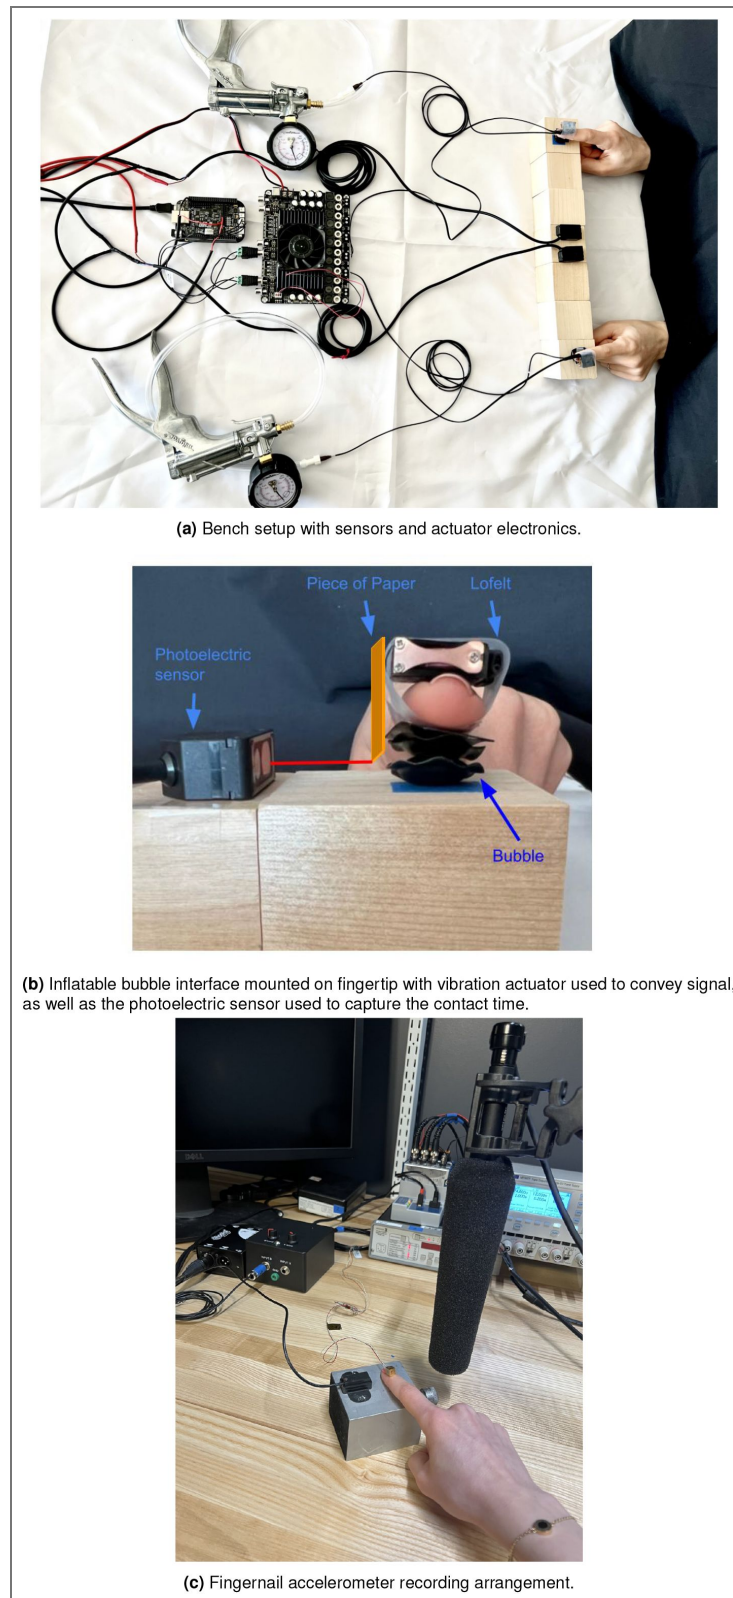 (a) Bench setup with sensors and actuator electronics.
Piece of Paper
Lofelt
Photoelectric
sensor
Bubble
(b) Inflatable bubble interface mounted on fingertip with vibration actuator used to convey signal,
as well as the photoelectric sensor used to capture the contact time.
DELL
(c) Fingernail accelerometer recording arrangement.